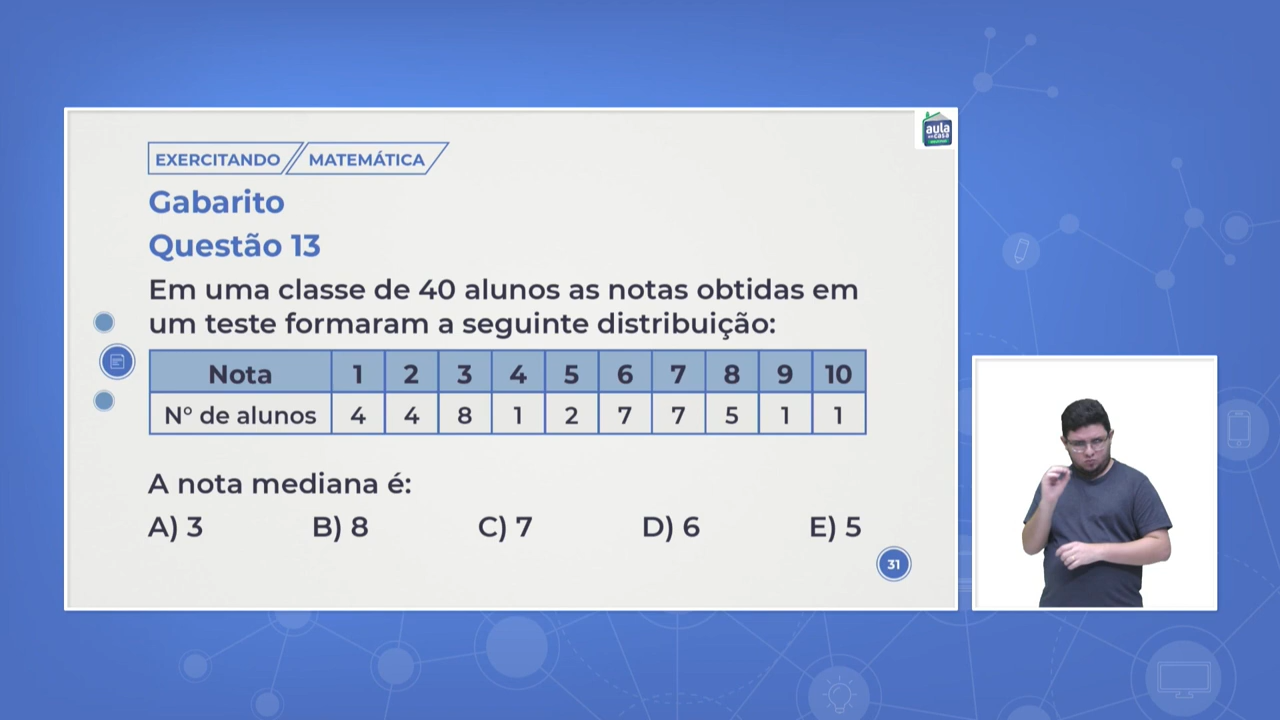 aula
em casa
EXERCITANDO MATEMÁTICA
Gabarito
Questão 13
Em uma classe de 40 alunos as notas obtidas em
um teste formaram a seguinte distribuição:
Nota 1 2 3 4 5 6 7 8 9 10
N° de alunos 4 4 8 1 2 7 7 5 1 1
A nota mediana é:
A) 3 B) 8 C) 7 D) 6 E) 5
31